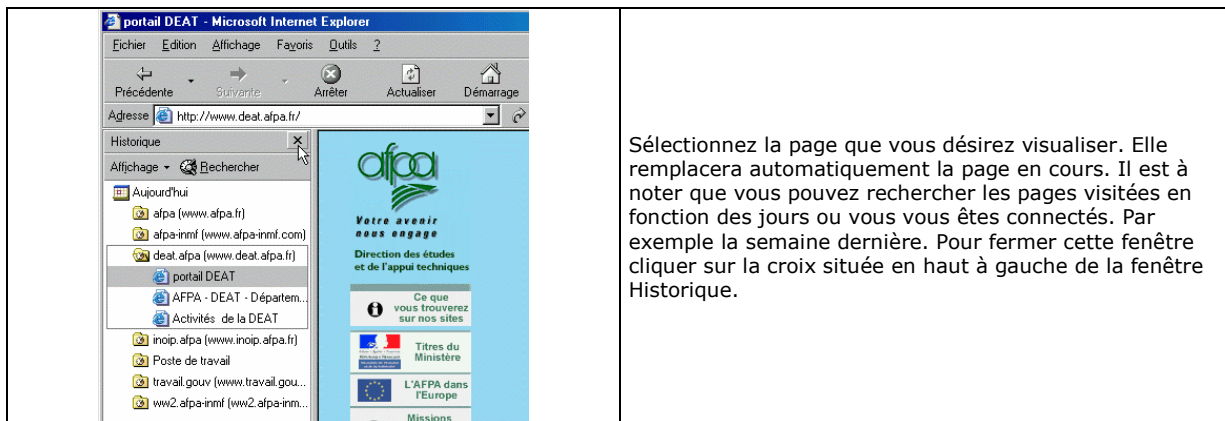 portail DEAT - Microsoft Internet Explorer
Fichier Edition Affichage Favoris Outils ?
Précédente Suivante Arrêter Actualiser Démarrage
Adresse http://www.deat.afpa.fr/
Historique
Affichage Rechercher
Aujourd'hui
afpa (www.afpa.fr)
afpa-inmf (www.afpa-inmf.com)
deat.afpa (www.deat.afpa.fr)
portail DEAT
AFPA - DEAT - Départem...
Activités de la DEAT
inoip.afpa (www.inoip.afpa.fr)
Poste de travail
travail.gouv (www.travail.gou...
ww2.afpa-inmf (ww2.afpa-inm...
afpa
Votre avenir
nous engage
Direction des études
et de l'appui techniques
Ce que
vous trouverez
sur nos sites
Titres du
Ministère
L'AFPA dans
l'Europe
Missions
Sélectionnez la page que vous désirez visualiser. Elle
remplacera automatiquement la page en cours. Il est à
noter que vous pouvez rechercher les pages visitées en
fonction des jours ou vous vous êtes connectés. Par
exemple la semaine dernière. Pour fermer cette fenêtre
cliquer sur la croix située en haut à gauche de la fenêtre
Historique.